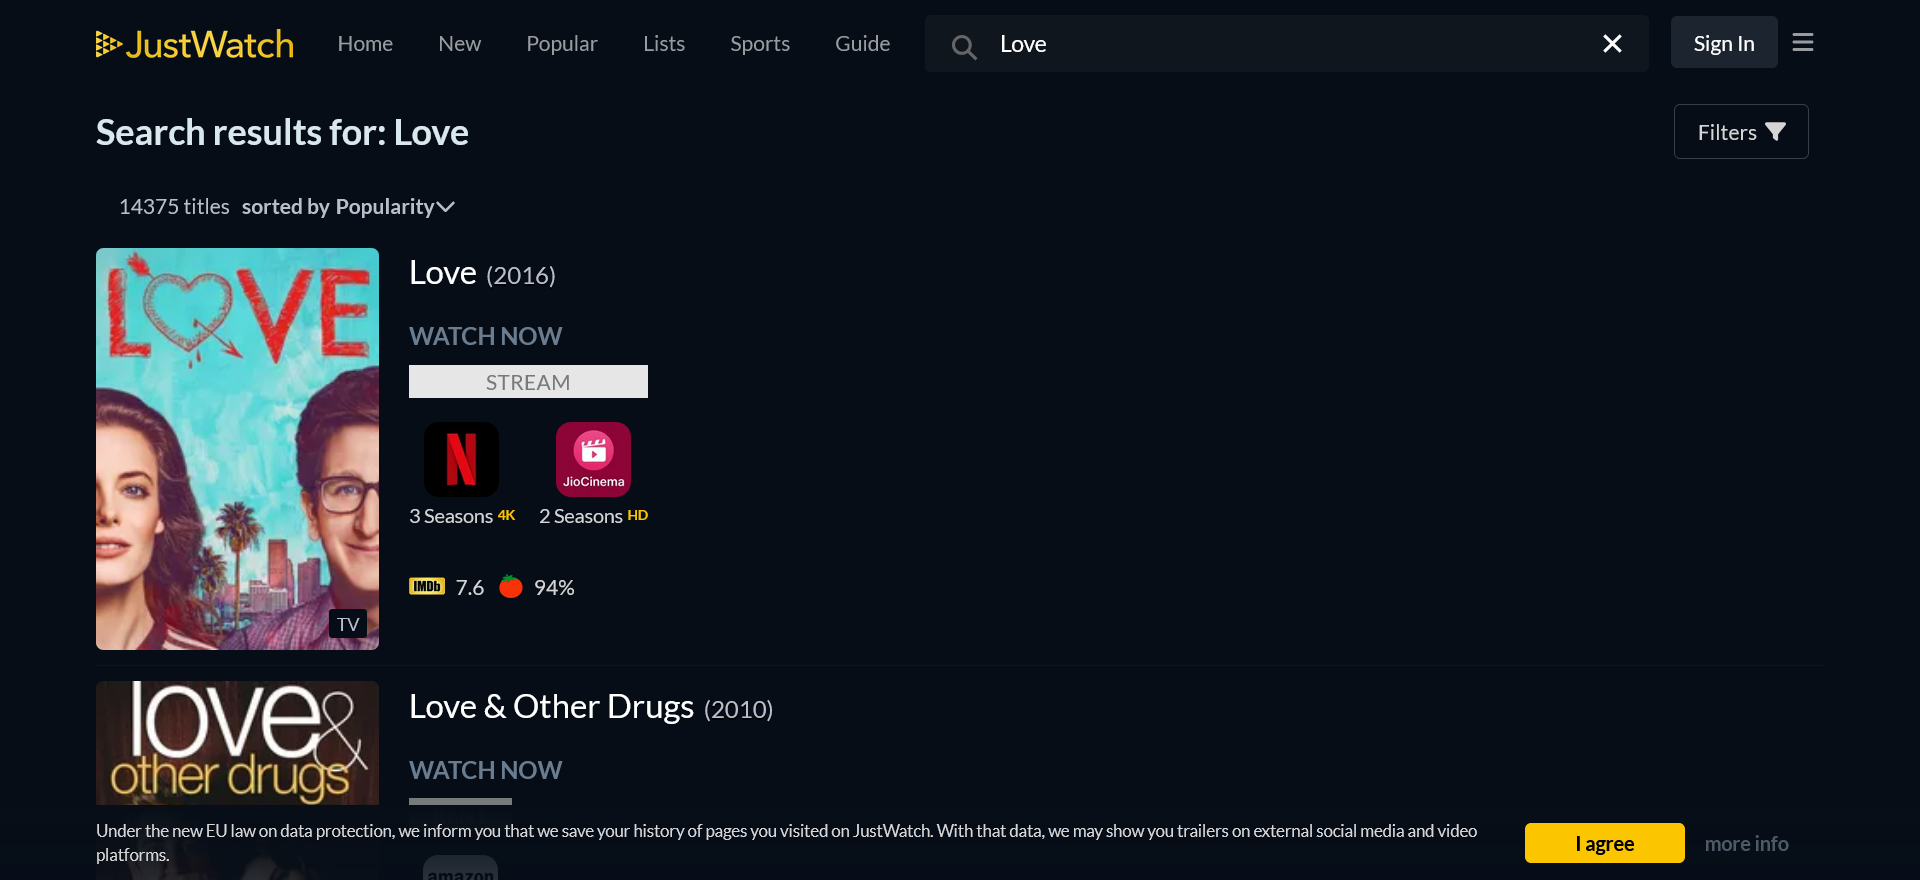 JustWatch
Home
New
Popular
Lists
Sports
Guide
Love
Sign In
Search results for: Love
Filters
14375 titles sorted by Popularity
LOVE
TV
Love (2016)
WATCH NOW
STREAM
N
JioCinema
3 Seasons 4K
2 Seasons HD
IMDb 7.6 94%
love &
other drugs
Love & Other Drugs (2010)
WATCH NOW
amazon
Under the new EU law on data protection, we inform you that we save your history of pages you visited on JustWatch. With that data, we may show you trailers on external social media and video
platforms.
I agree
more info